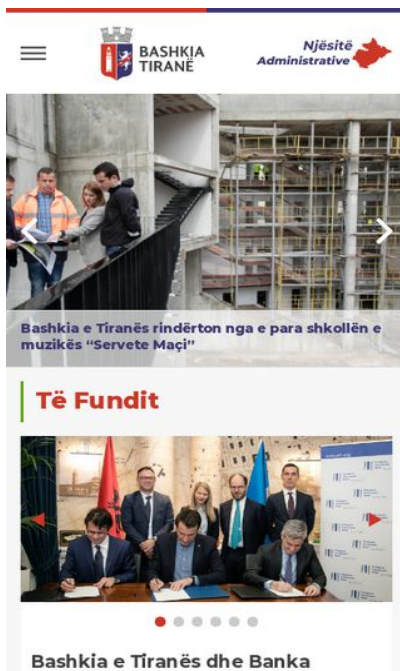 BASHKIA
TIRANË
Njësitë
Administrative
Bashkia e Tiranës rindërton nga e para shkollën e
muzikës “Servete Maçi”
Të Fundit
Bashkia e Tiranës dhe Banka